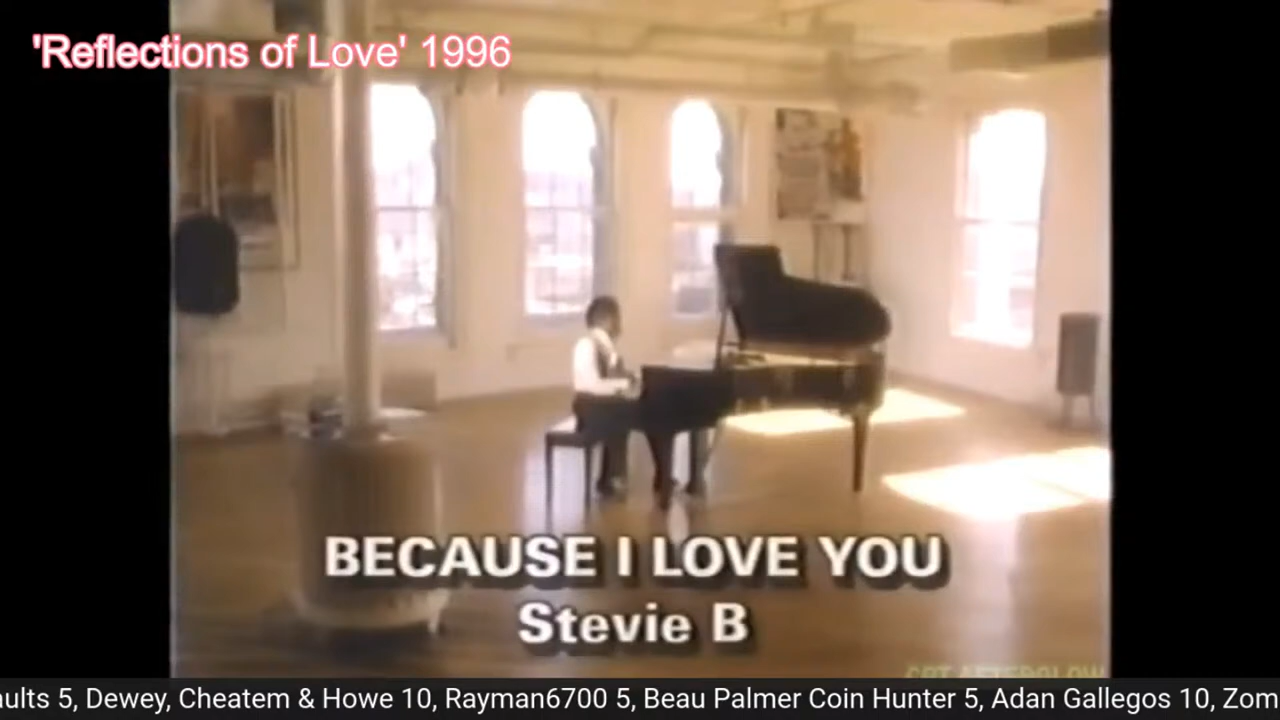 'Reflections of Love' 1996
BECAUSE I LOVE YOU
Stevie B
aults 5, Dewey, Cheatem & Howe 10, Rayman6700 5, Beau Palmer Coin Hunter 5, Adan Gallegos 10, Zom